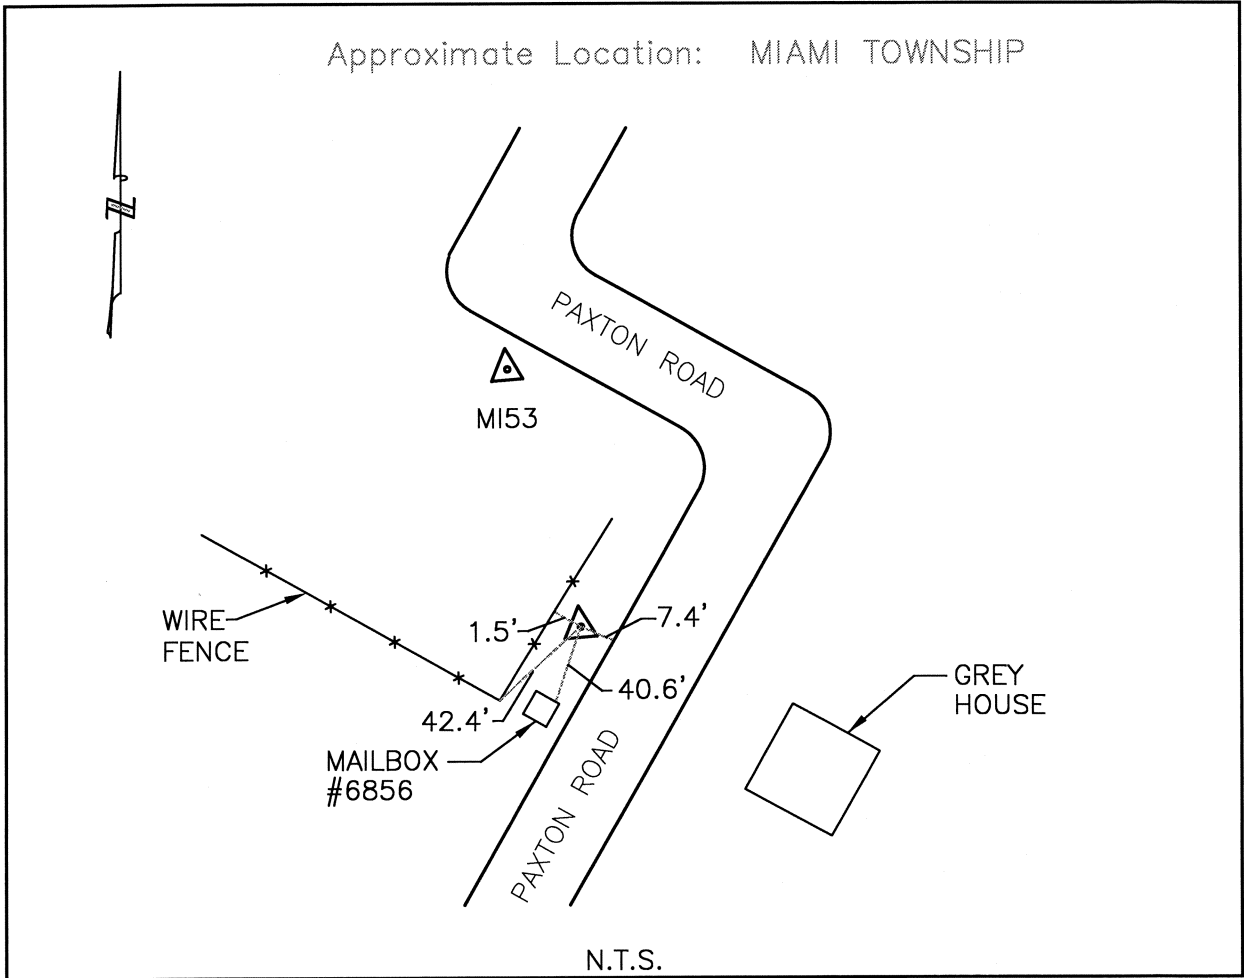 Approximate Location: MIAMI TOWNSHIP
N
PAXTON ROAD
MI53
WIRE
FENCE
1.5'
7.4'
40.6'
42.4'
GREY
HOUSE
MAILBOX
#6856
PAXTON ROAD
N.T.S.